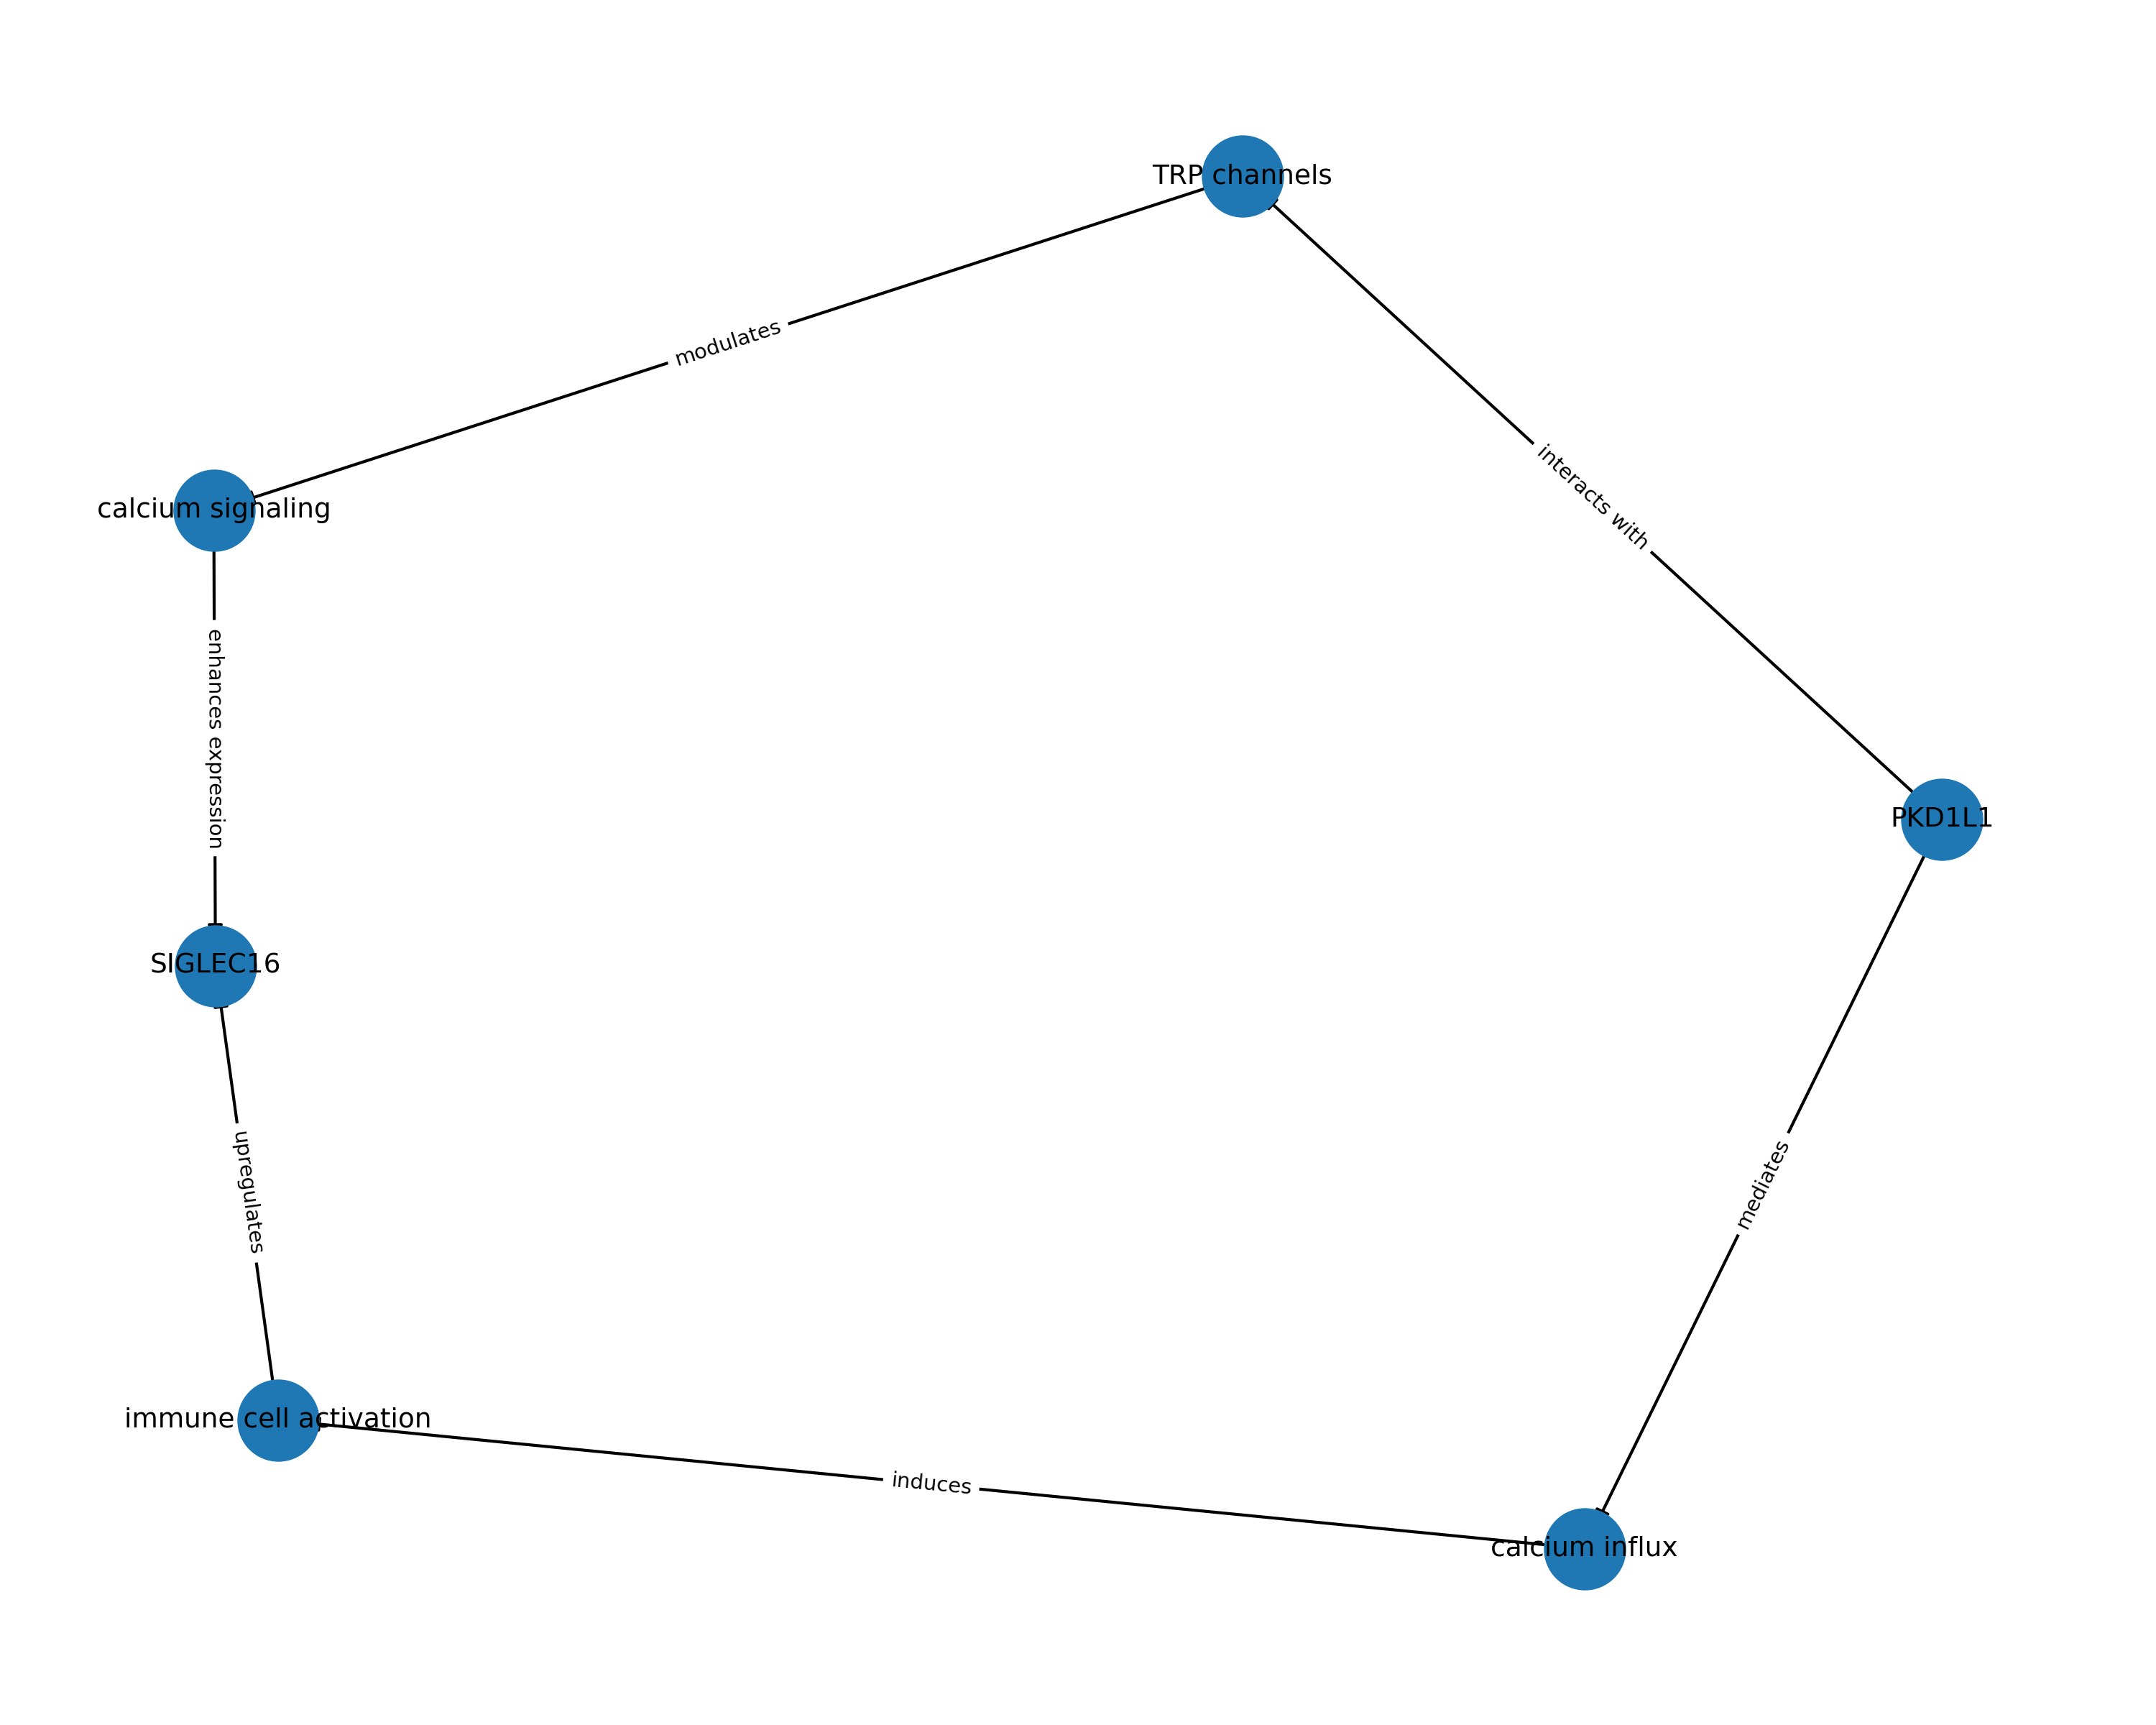 TRP channels
modulates
interacts with
calcium signaling
enhances expression
PKD1L1
SIGLEC16
upregulates
mediates
immune cell activation
induces
calcium influx